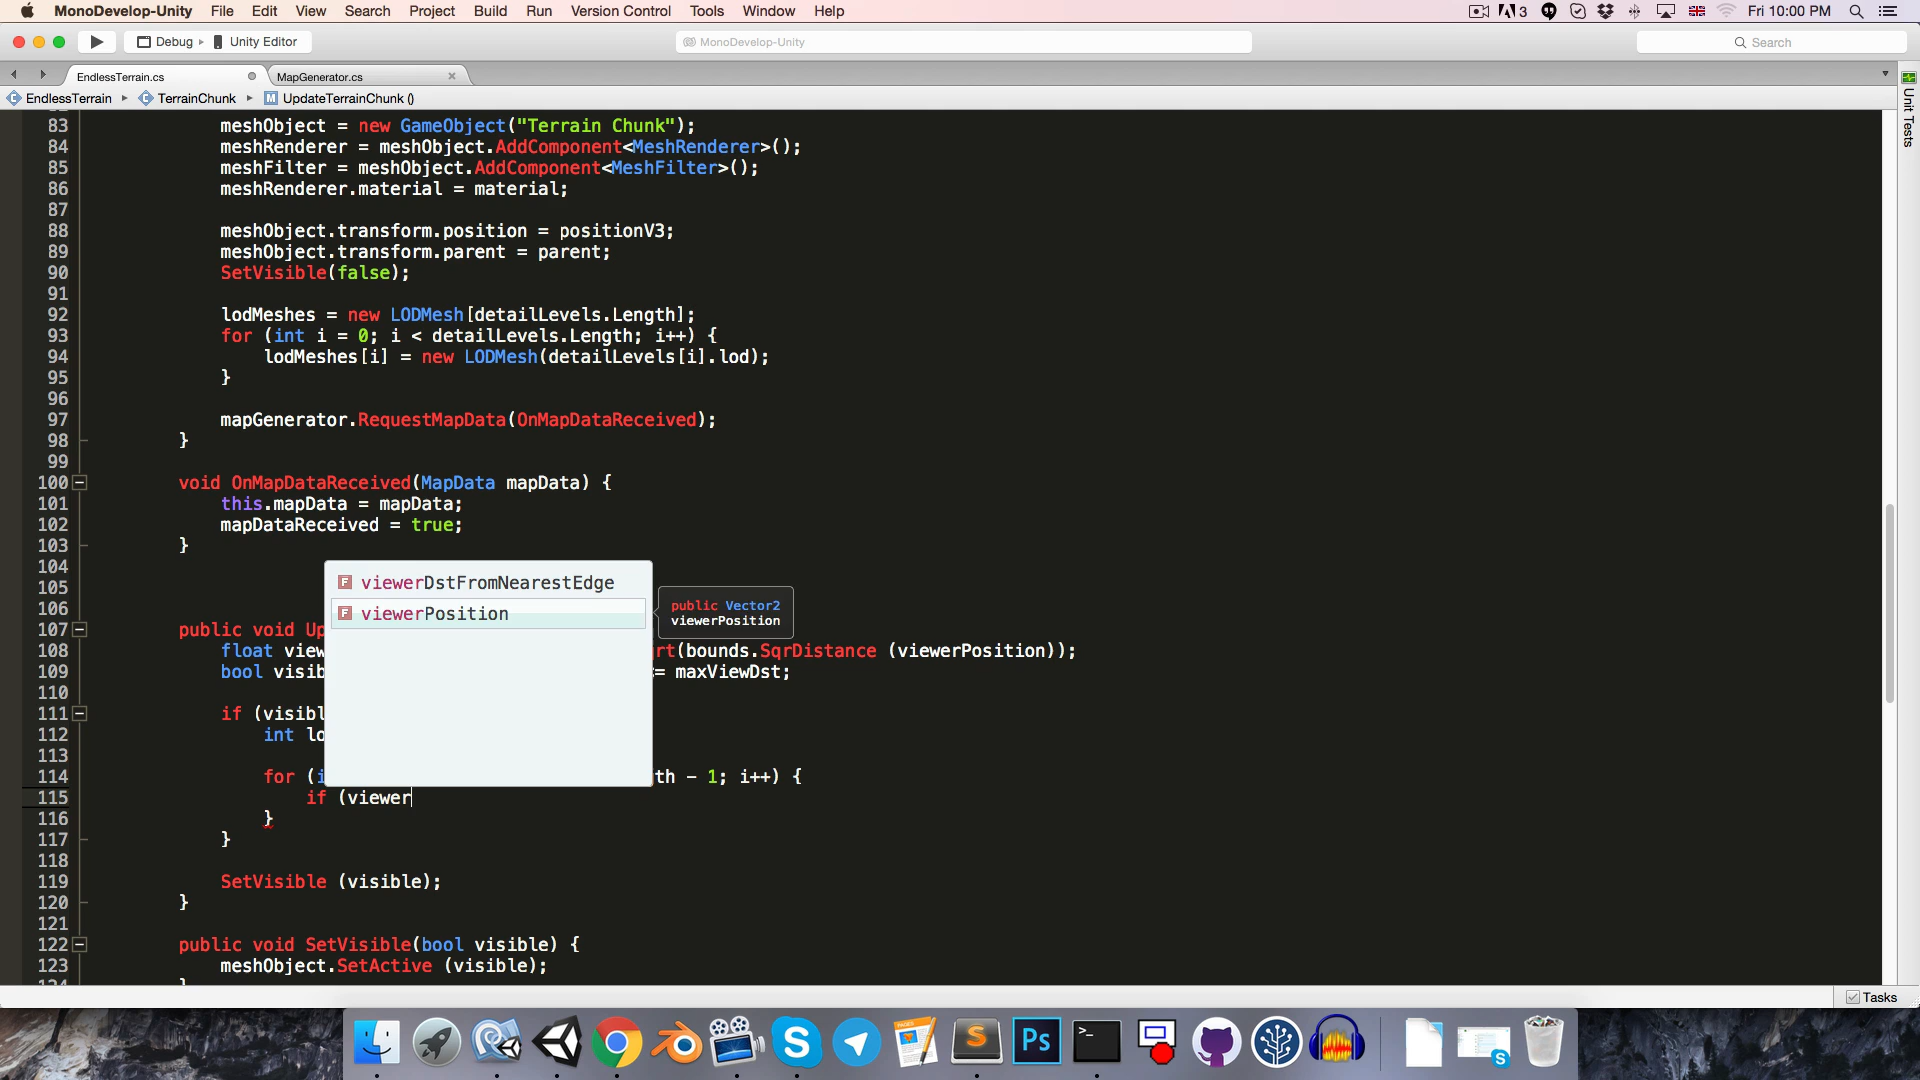 MonoDevelop-Unity File Edit View Search Project Build Run Version Control Tools Window Help 3 Fri 10:00 PM
Debug Unity Editor MonoDevelop-Unity Search
EndlessTerrain.cs MapGenerator.cs
EndlessTerrain TerrainChunk UpdateTerrainChunk ()
Unit Tests
83 meshObject = new GameObject("Terrain Chunk");
84 meshRenderer = meshObject.AddComponent<MeshRenderer>();
85 meshFilter = meshObject.AddComponent<MeshFilter>();
86 meshRenderer.material = material;
87
88 meshObject.transform.position = positionV3;
89 meshObject.transform.parent = parent;
90 SetVisible(false);
91
92 lodMeshes = new LODMesh[detailLevels.Length];
93 for (int i = 0; i < detailLevels.Length; i++) {
94 lodMeshes[i] = new LODMesh(detailLevels[i].lod);
95 }
96
97 mapGenerator.RequestMapData(OnMapDataReceived);
98 }
99
100 void OnMapDataReceived(MapData mapData) {
101 this.mapData = mapData;
102 mapDataReceived = true;
103 }
104
105
106
viewerDstFromNearestEdge
viewerPosition
public Vector2
viewerPosition
107 public void Up
108 float view rt(bounds.SqrDistance (viewerPosition));
109 bool visib = maxViewDst;
110
111 if (visibl
112 int lo
113
114 for (i th - 1; i++) {
115 if (viewer
116 }
117 }
118
119 SetVisible (visible);
120 }
121
122 public void SetVisible(bool visible) {
123 meshObject.SetActive (visible);
Tasks